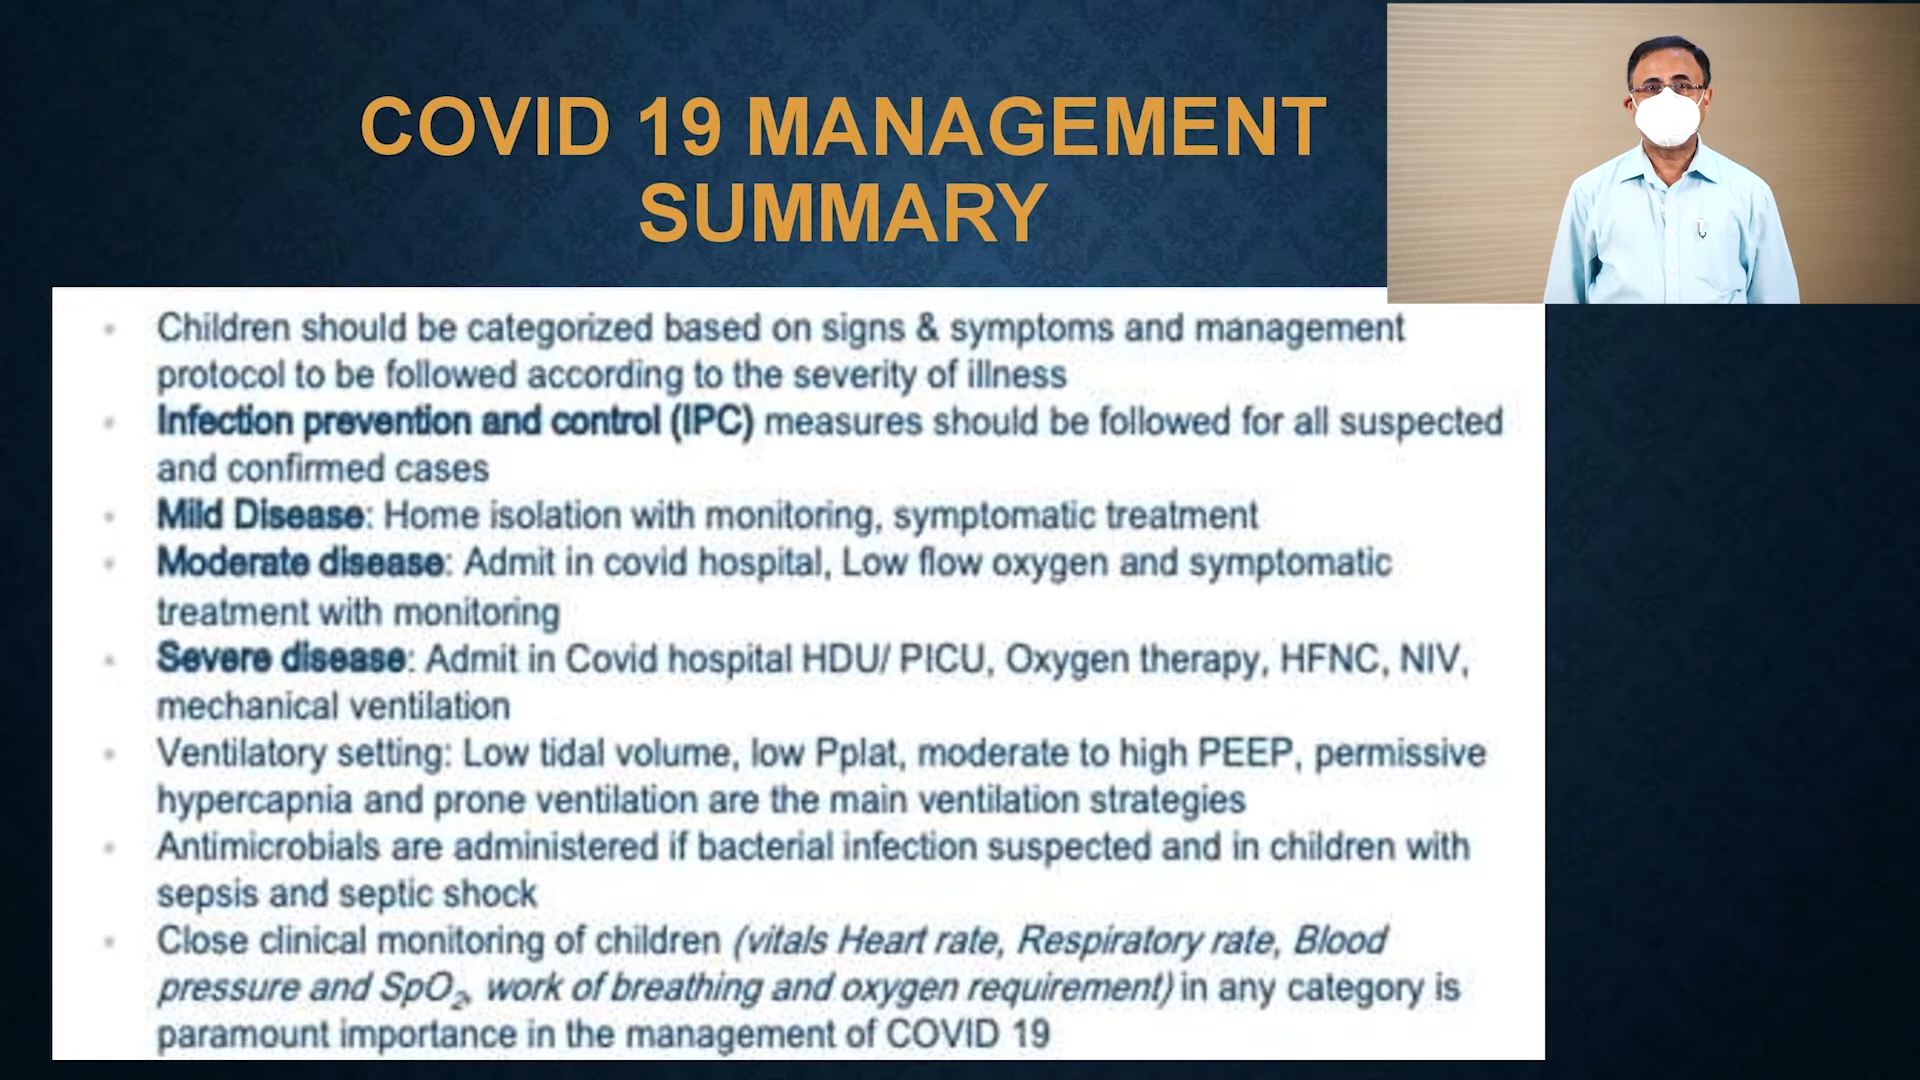 COVID 19 MANAGEMENT
SUMMARY
• Children should be categorized based on signs & symptoms and management
protocol to be followed according to the severity of illness
• Infection prevention and control (IPC) measures should be followed for all suspected
and confirmed cases
• Mild Disease: Home isolation with monitoring, symptomatic treatment
• Moderate disease: Admit in covid hospital, Low flow oxygen and symptomatic
treatment with monitoring
• Severe disease: Admit in Covid hospital HDU/ PICU, Oxygen therapy, HFNC, NIV,
mechanical ventilation
• Ventilatory setting: Low tidal volume, low Pplat, moderate to high PEEP, permissive
hypercapnia and prone ventilation are the main ventilation strategies
• Antimicrobials are administered if bacterial infection suspected and in children with
sepsis and septic shock
• Close clinical monitoring of children (vitals Heart rate, Respiratory rate, Blood
pressure and SpO₂, work of breathing and oxygen requirement) in any category is
paramount importance in the management of COVID 19